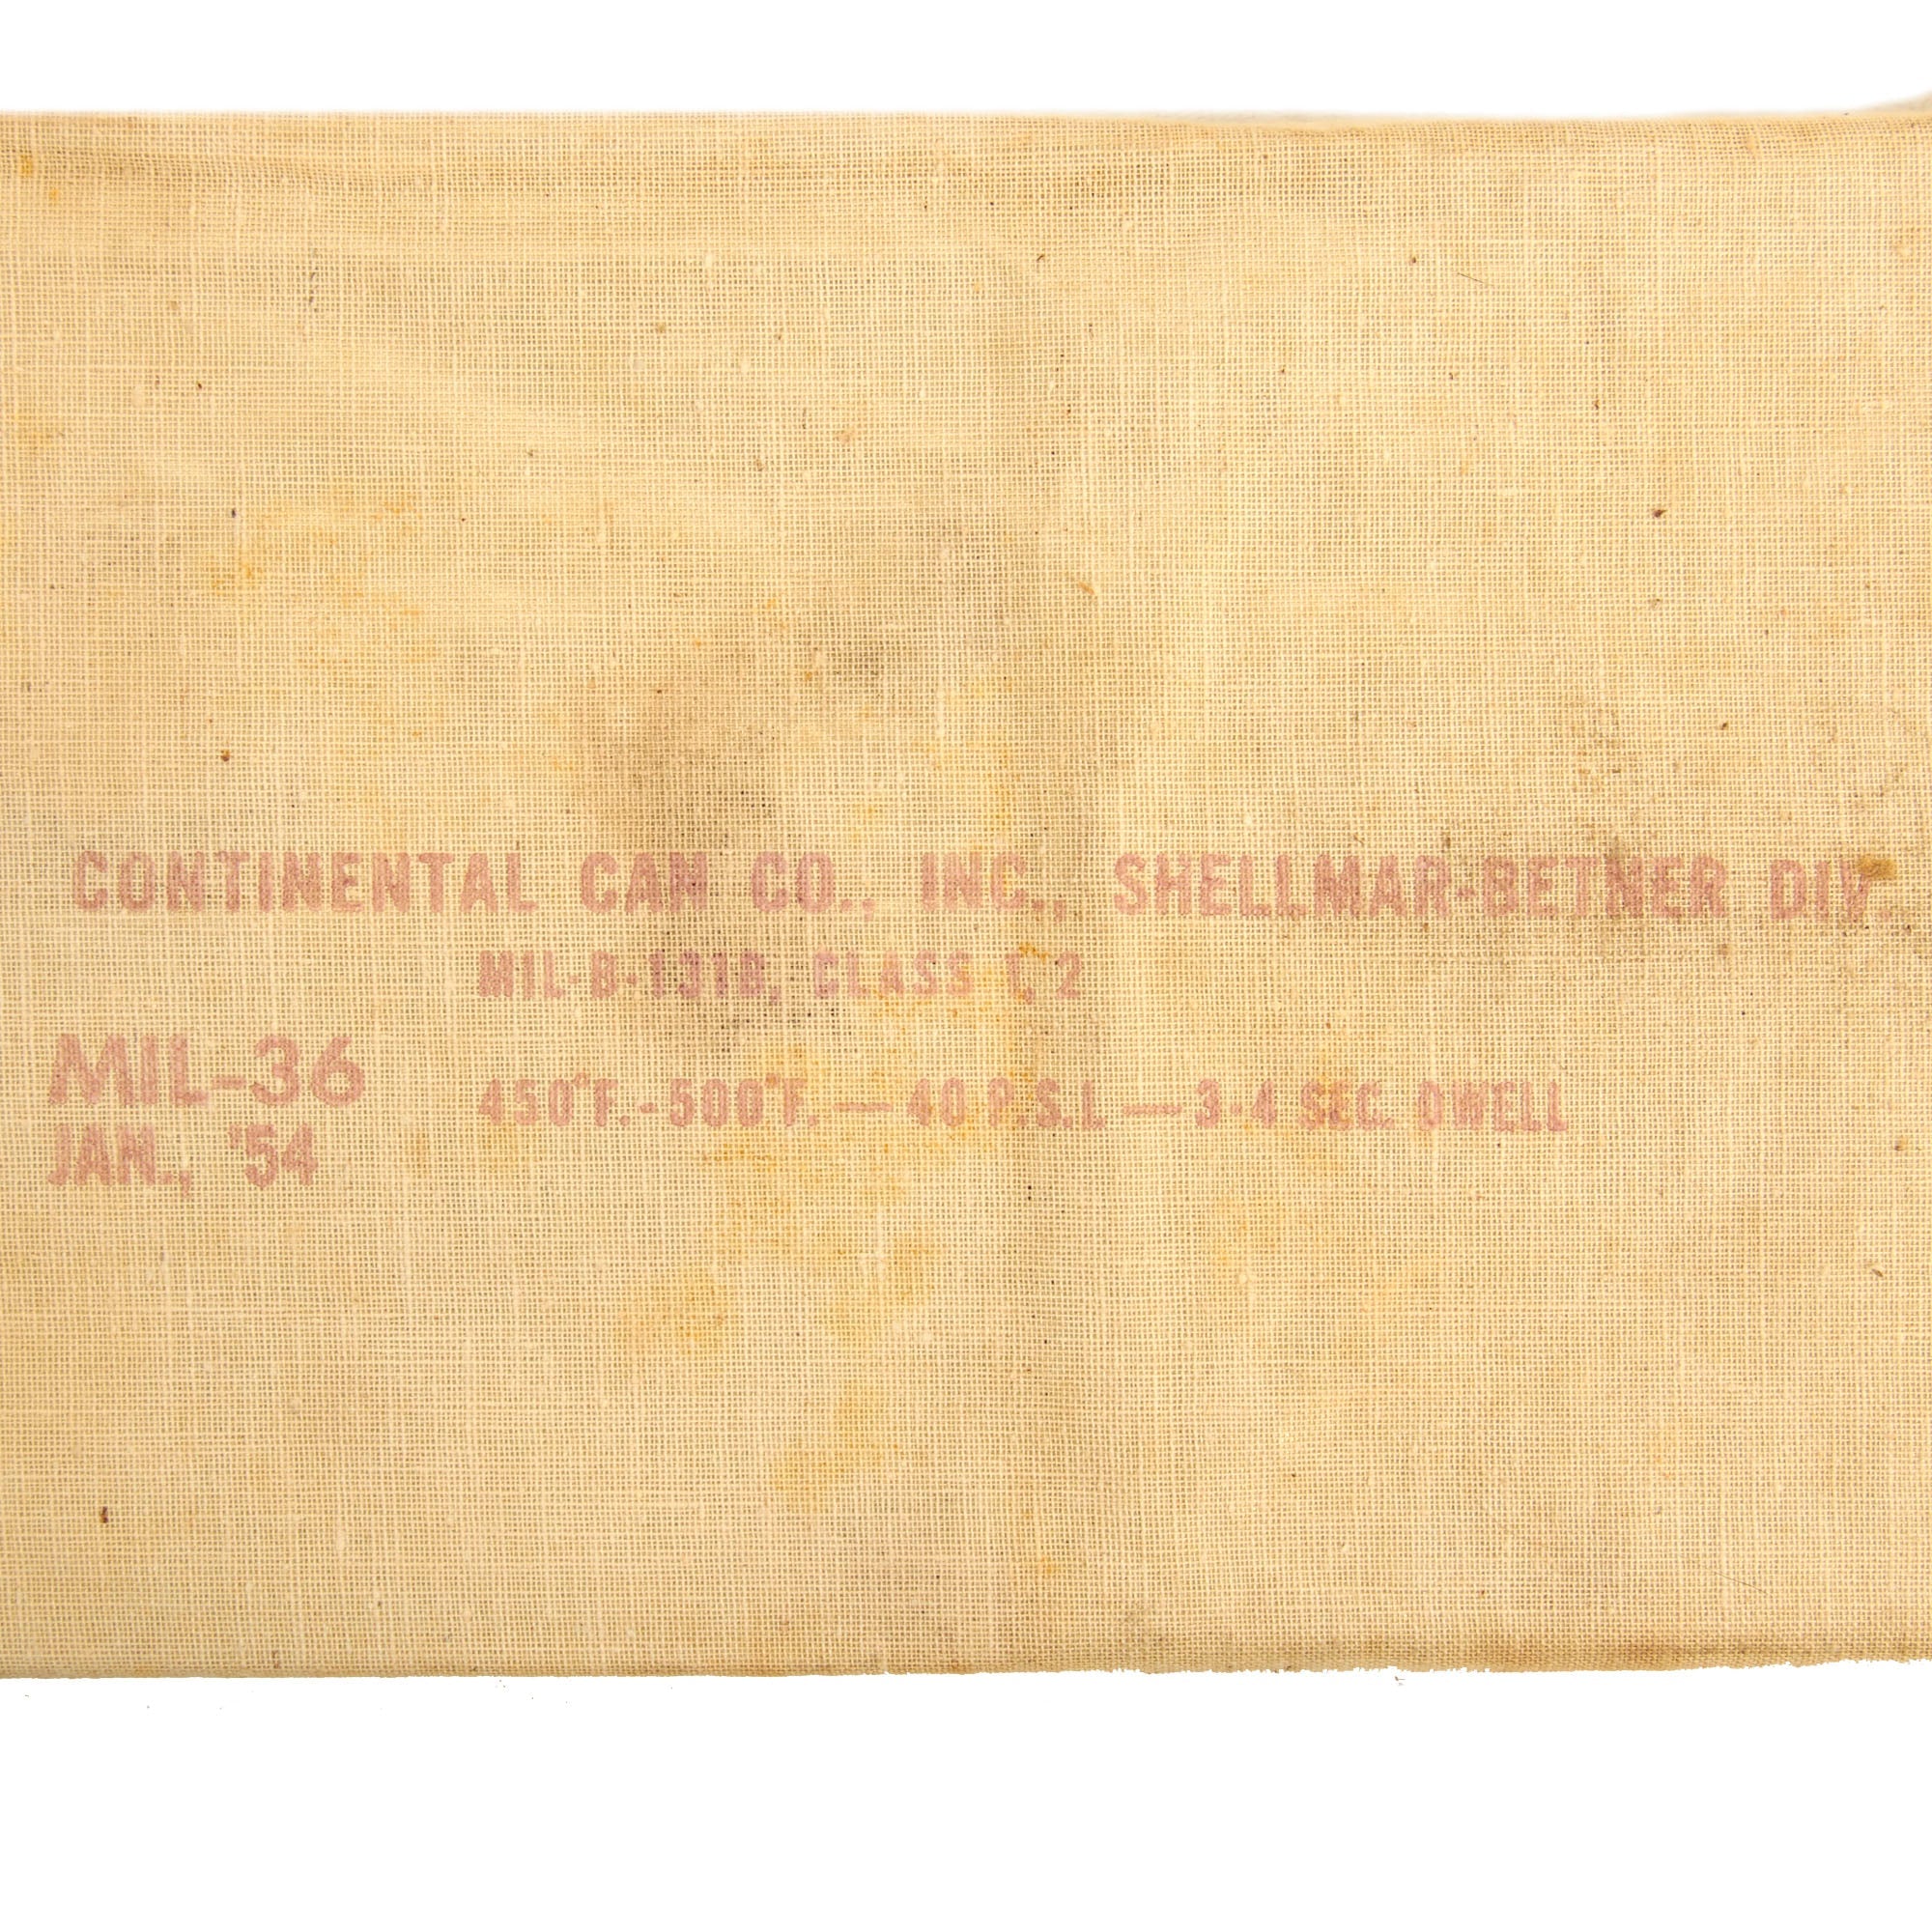 CONTINENTAL CAN CO., INC., SHELLMAR-BETNER DIV.,
MIL-B-131B, CLASS 1, 2
MIL-36
450°F.-500°F. — 40 P.S.I. — 3-4 SEC. DWELL
JAN., '54